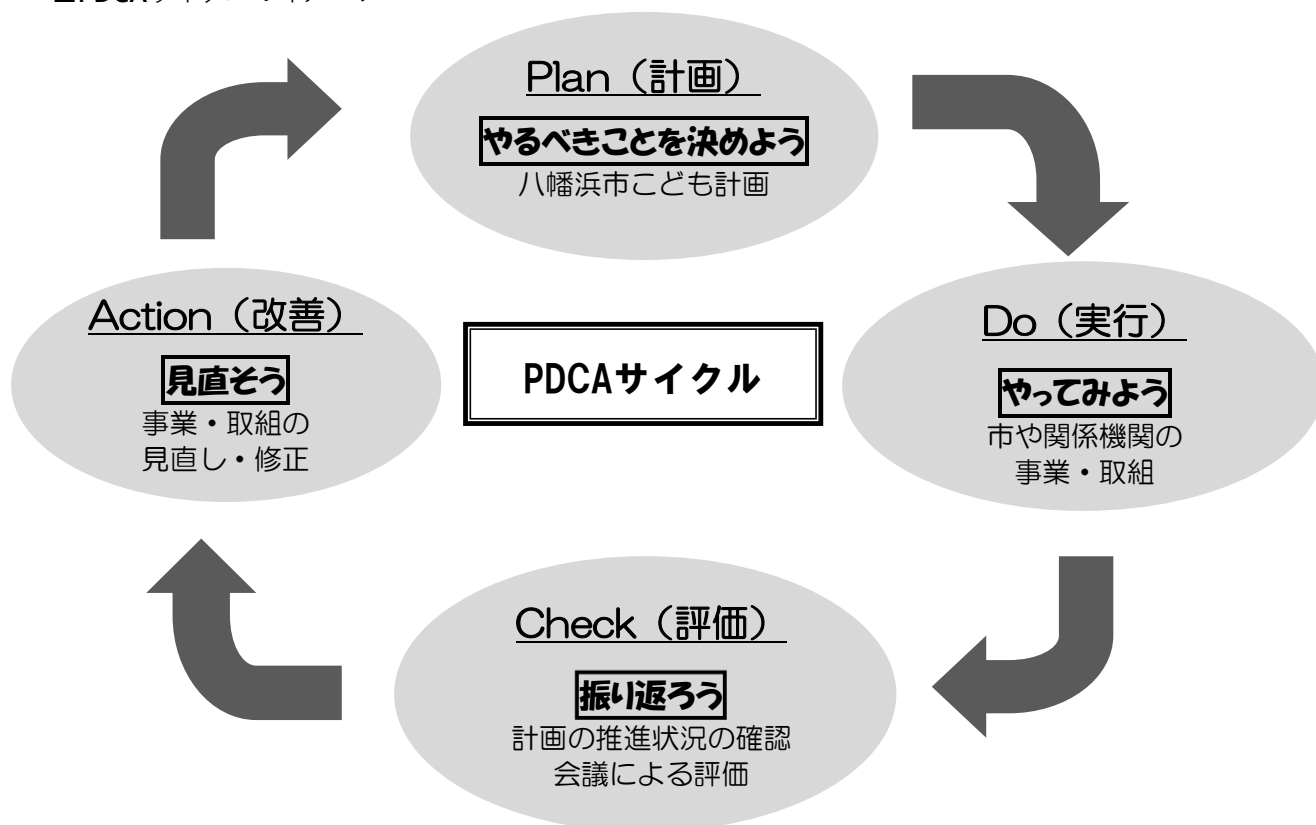 Plan（計画）
やるべきことを決めよう
八幡浜市こども計画
Action（改善）
見直そう
事業・取組の
見直し・修正
PDCAサイクル
Do（実行）
やってみよう
市や関係機関の
事業・取組
Check（評価）
振り返ろう
計画の推進状況の確認
会議による評価